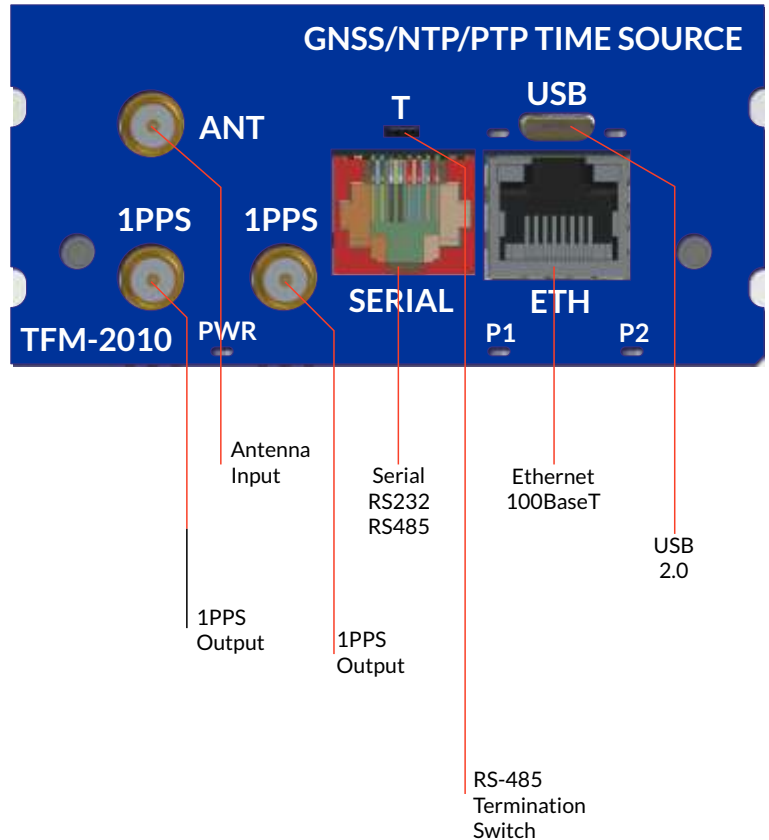 GNSS/NTP/PTP TIME SOURCE
ANT
T
USB
1PPS
1PPS
SERIAL
ETH
TFM-2010
PWR
P1
P2
Antenna
Input
Serial
RS232
RS485
Ethernet
100BaseT
USB
2.0
1PPS
Output
1PPS
Output
RS-485
Termination
Switch